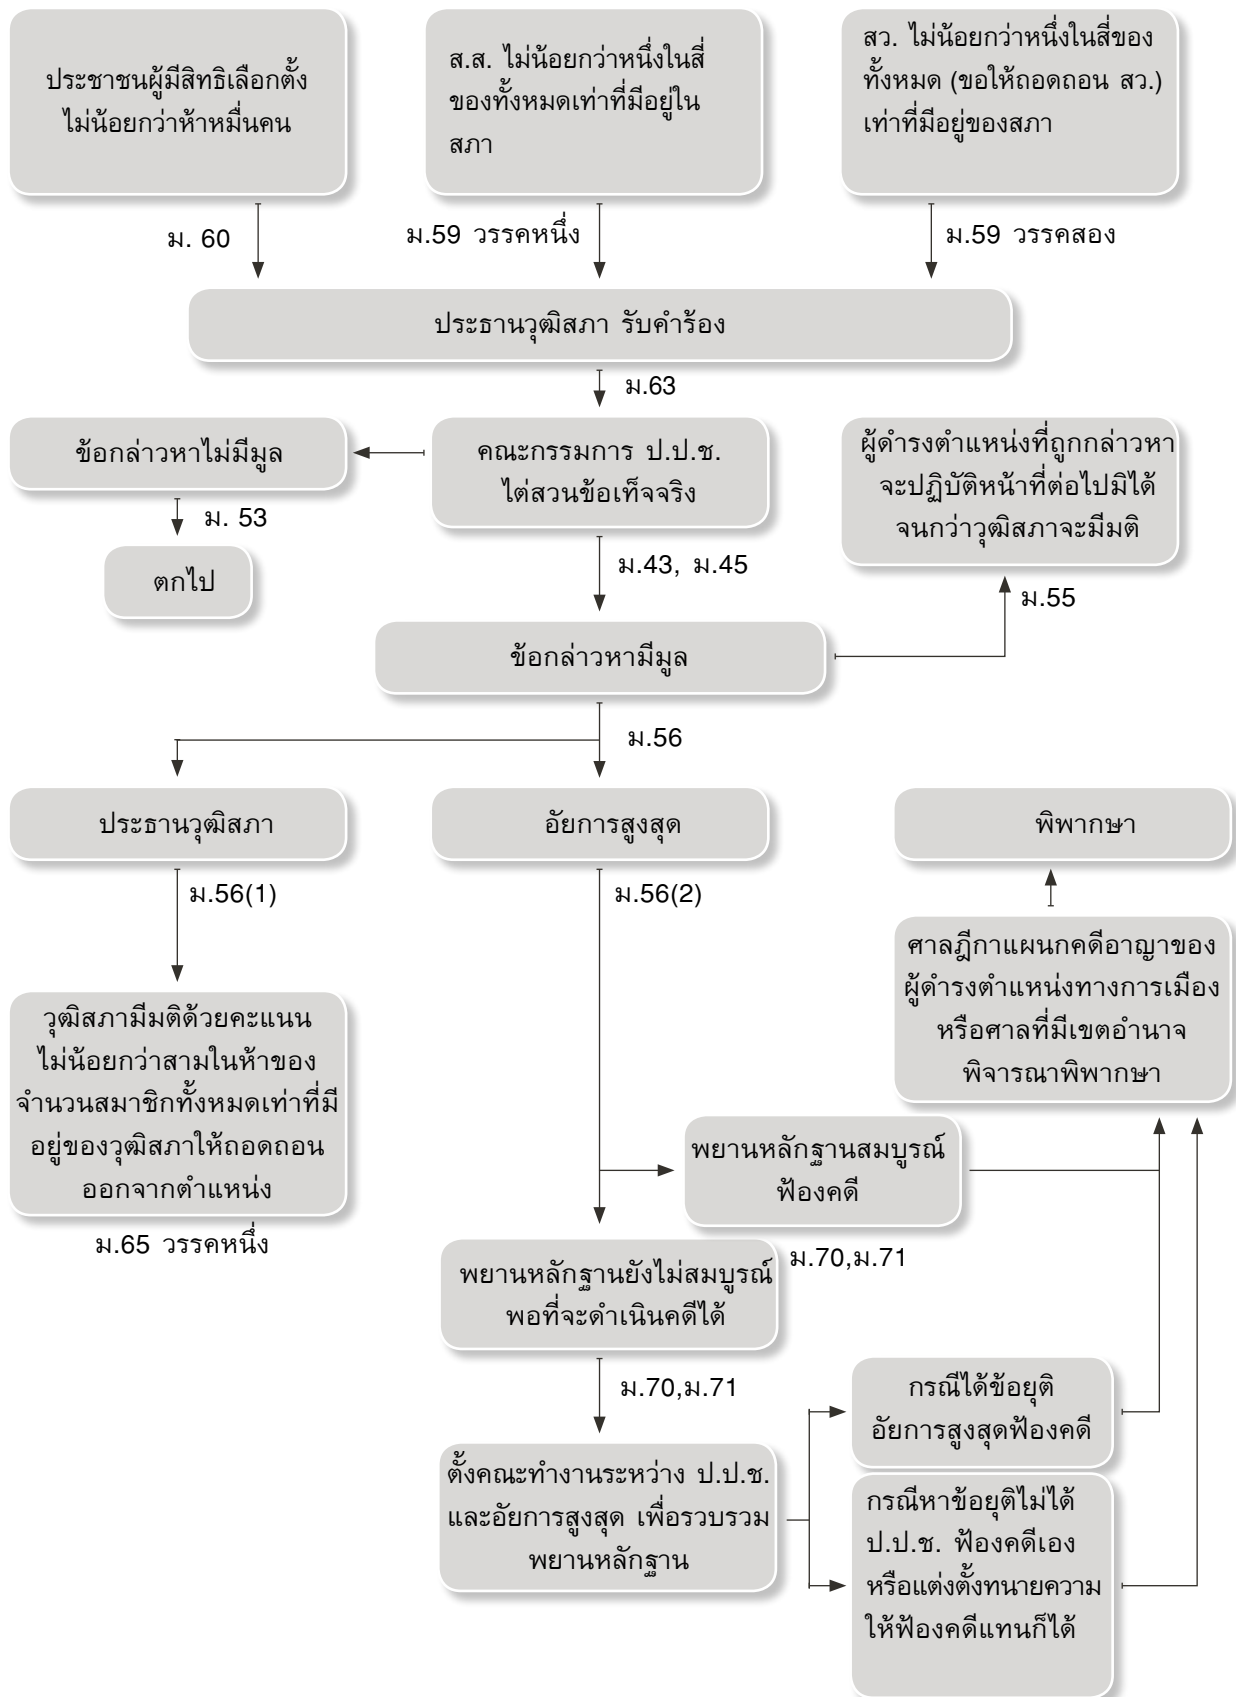 ประชาชนผู้มีสิทธิเลือกตั้ง
ไม่น้อยกว่าห้าหมื่นคน
ส.ส. ไม่น้อยกว่าหนึ่งในสี่
ของทั้งหมดเท่าที่มีอยู่ใน
สภา
สว. ไม่น้อยกว่าหนึ่งในสี่ของ
ทั้งหมด (ขอให้ถอดถอน สว.)
เท่าที่มีอยู่ของสภา
ม. 60
ม.59 วรรคหนึ่ง
ม.59 วรรคสอง
ประธานวุฒิสภา รับคำร้อง
ม.63
ข้อกล่าวหาไม่มีมูล
คณะกรรมการ ป.ป.ช.
ไต่สวนข้อเท็จจริง
ผู้ดำรงตำแหน่งที่ถูกกล่าวหา
จะปฏิบัติหน้าที่ต่อไปมิได้
จนกว่าวุฒิสภาจะมีมติ
ม. 53
ตกไป
ม.43, ม.45
ม.55
ข้อกล่าวหามีมูล
ม.56
ประธานวุฒิสภา
อัยการสูงสุด
พิพากษา
ม.56(1)
ม.56(2)
ศาลฎีกาแผนกคดีอาญาของ
ผู้ดำรงตำแหน่งทางการเมือง
หรือศาลที่มีเขตอำนาจ
พิจารณาพิพากษา
วุฒิสภามีมติด้วยคะแนน
ไม่น้อยกว่าสามในห้าของ
จำนวนสมาชิกทั้งหมดเท่าที่มี
อยู่ของวุฒิสภาให้ถอดถอน
ออกจากตำแหน่ง
ม.65 วรรคหนึ่ง
พยานหลักฐานสมบูรณ์
ฟ้องคดี
ม.70,ม.71
พยานหลักฐานยังไม่สมบูรณ์
พอที่จะดำเนินคดีได้
ม.70,ม.71
กรณีได้ข้อยุติ
อัยการสูงสุดฟ้องคดี
ตั้งคณะทำงานระหว่าง ป.ป.ช.
และอัยการสูงสุด เพื่อรวบรวม
พยานหลักฐาน
กรณีหาข้อยุติไม่ได้
ป.ป.ช. ฟ้องคดีเอง
หรือแต่งตั้งทนายความ
ให้ฟ้องคดีแทนก็ได้